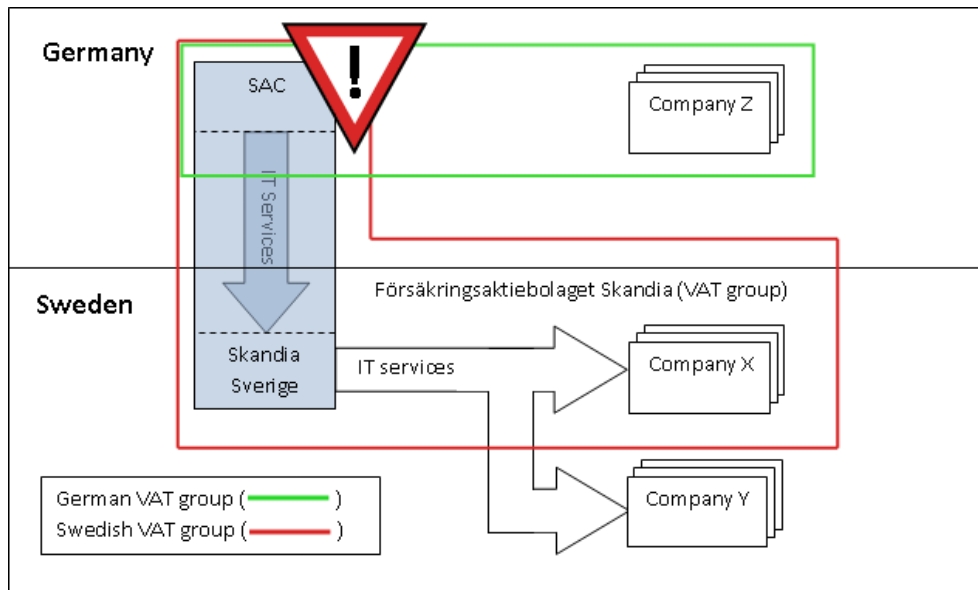 Germany
SAC
!
Company Z
IT Services
Sweden
Försäkringsaktiebolaget Skandia (VAT group)
Skandia
Sverige
IT services
Company X
Company Y
German VAT group ( )
Swedish VAT group ( )